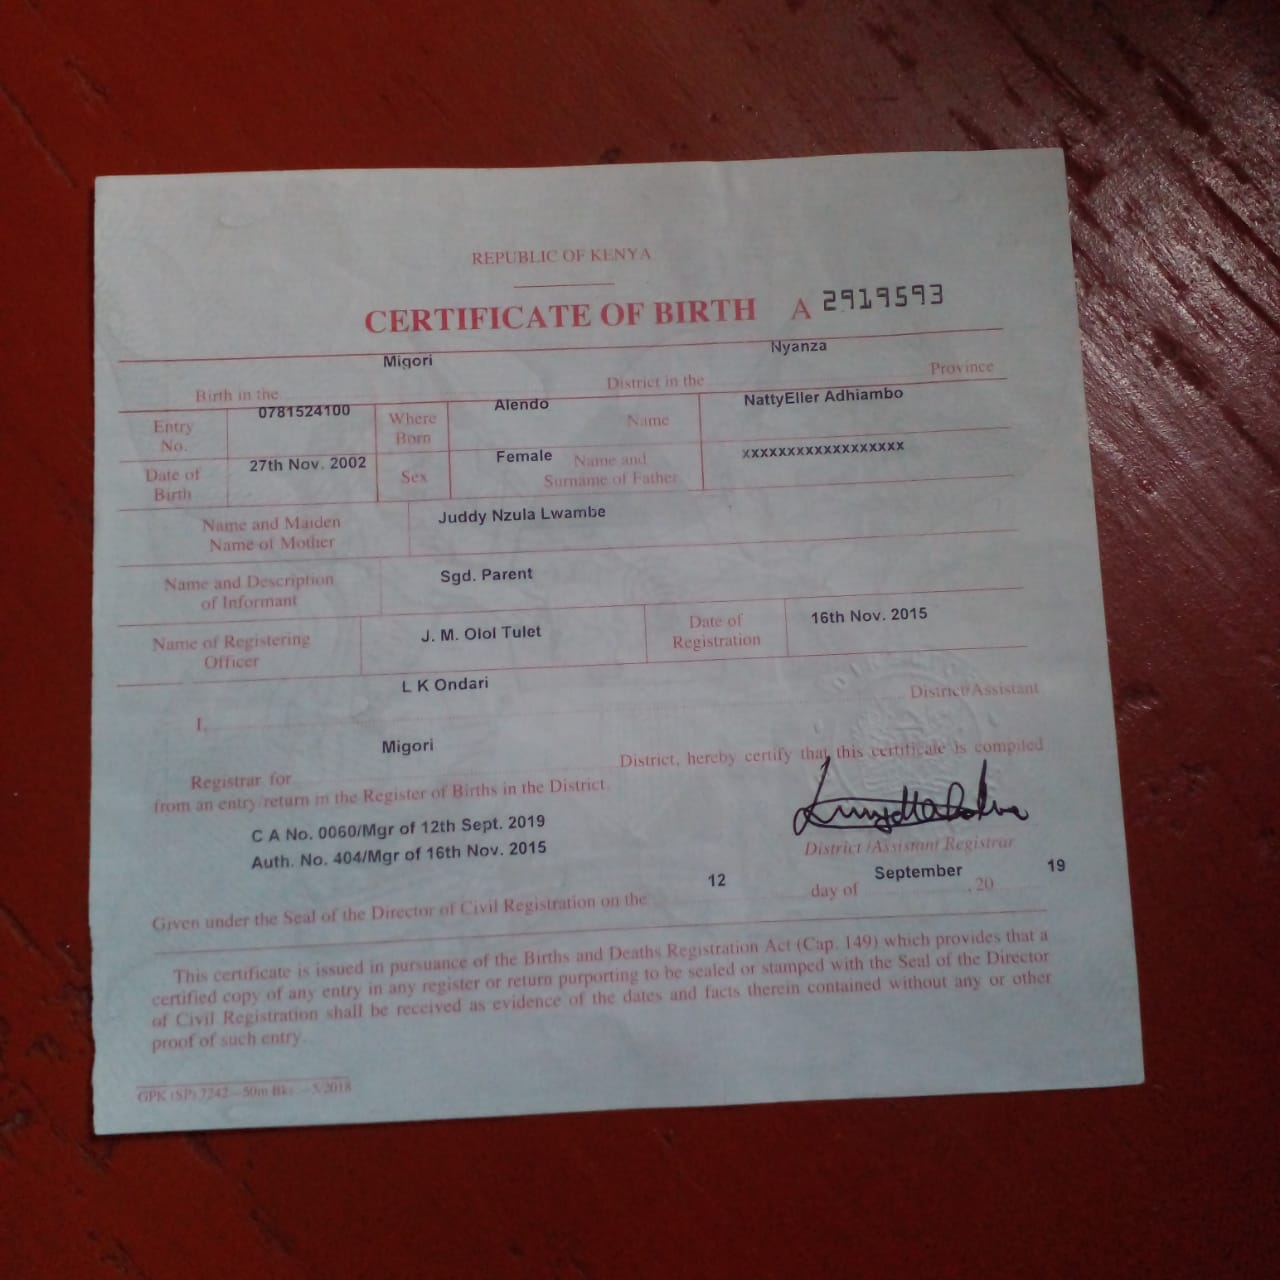 REPUBLIC OF KENYA
CERTIFICATE OF BIRTH A 2919593
Birth in the Migori District in the Nyanza Province
Entry No. 0781524100 Where Born Alendo Name NattyEller Adhiambo
Date of Birth 27th Nov. 2002 Sex Female Name and Surname of Father xxxxxxxxxxxxxxxxxx
Name and Maiden Name of Mother Juddy Nzula Lwambe
Name and Description of Informant Sgd. Parent
Name of Registering Officer J. M. Olol Tulet Date of Registration 16th Nov. 2015
I, L K Ondari District/Assistant
Registrar for Migori District, hereby certify that this certificate is compiled
from an entry/return in the Register of Births in the District.
C A No. 0060/Mgr of 12th Sept. 2019
Auth. No. 404/Mgr of 16th Nov. 2015
District/Assistant Registrar
Given under the Seal of the Director of Civil Registration on the 12 day of September, 20 19
This certificate is issued in pursuance of the Births and Deaths Registration Act (Cap. 149) which provides that a
certified copy of any entry in any register or return purporting to be sealed or stamped with the Seal of the Director
of Civil Registration shall be received as evidence of the dates and facts therein contained without any or other
proof of such entry.
GPK (SP) 7242—50m Bks.—5/2018